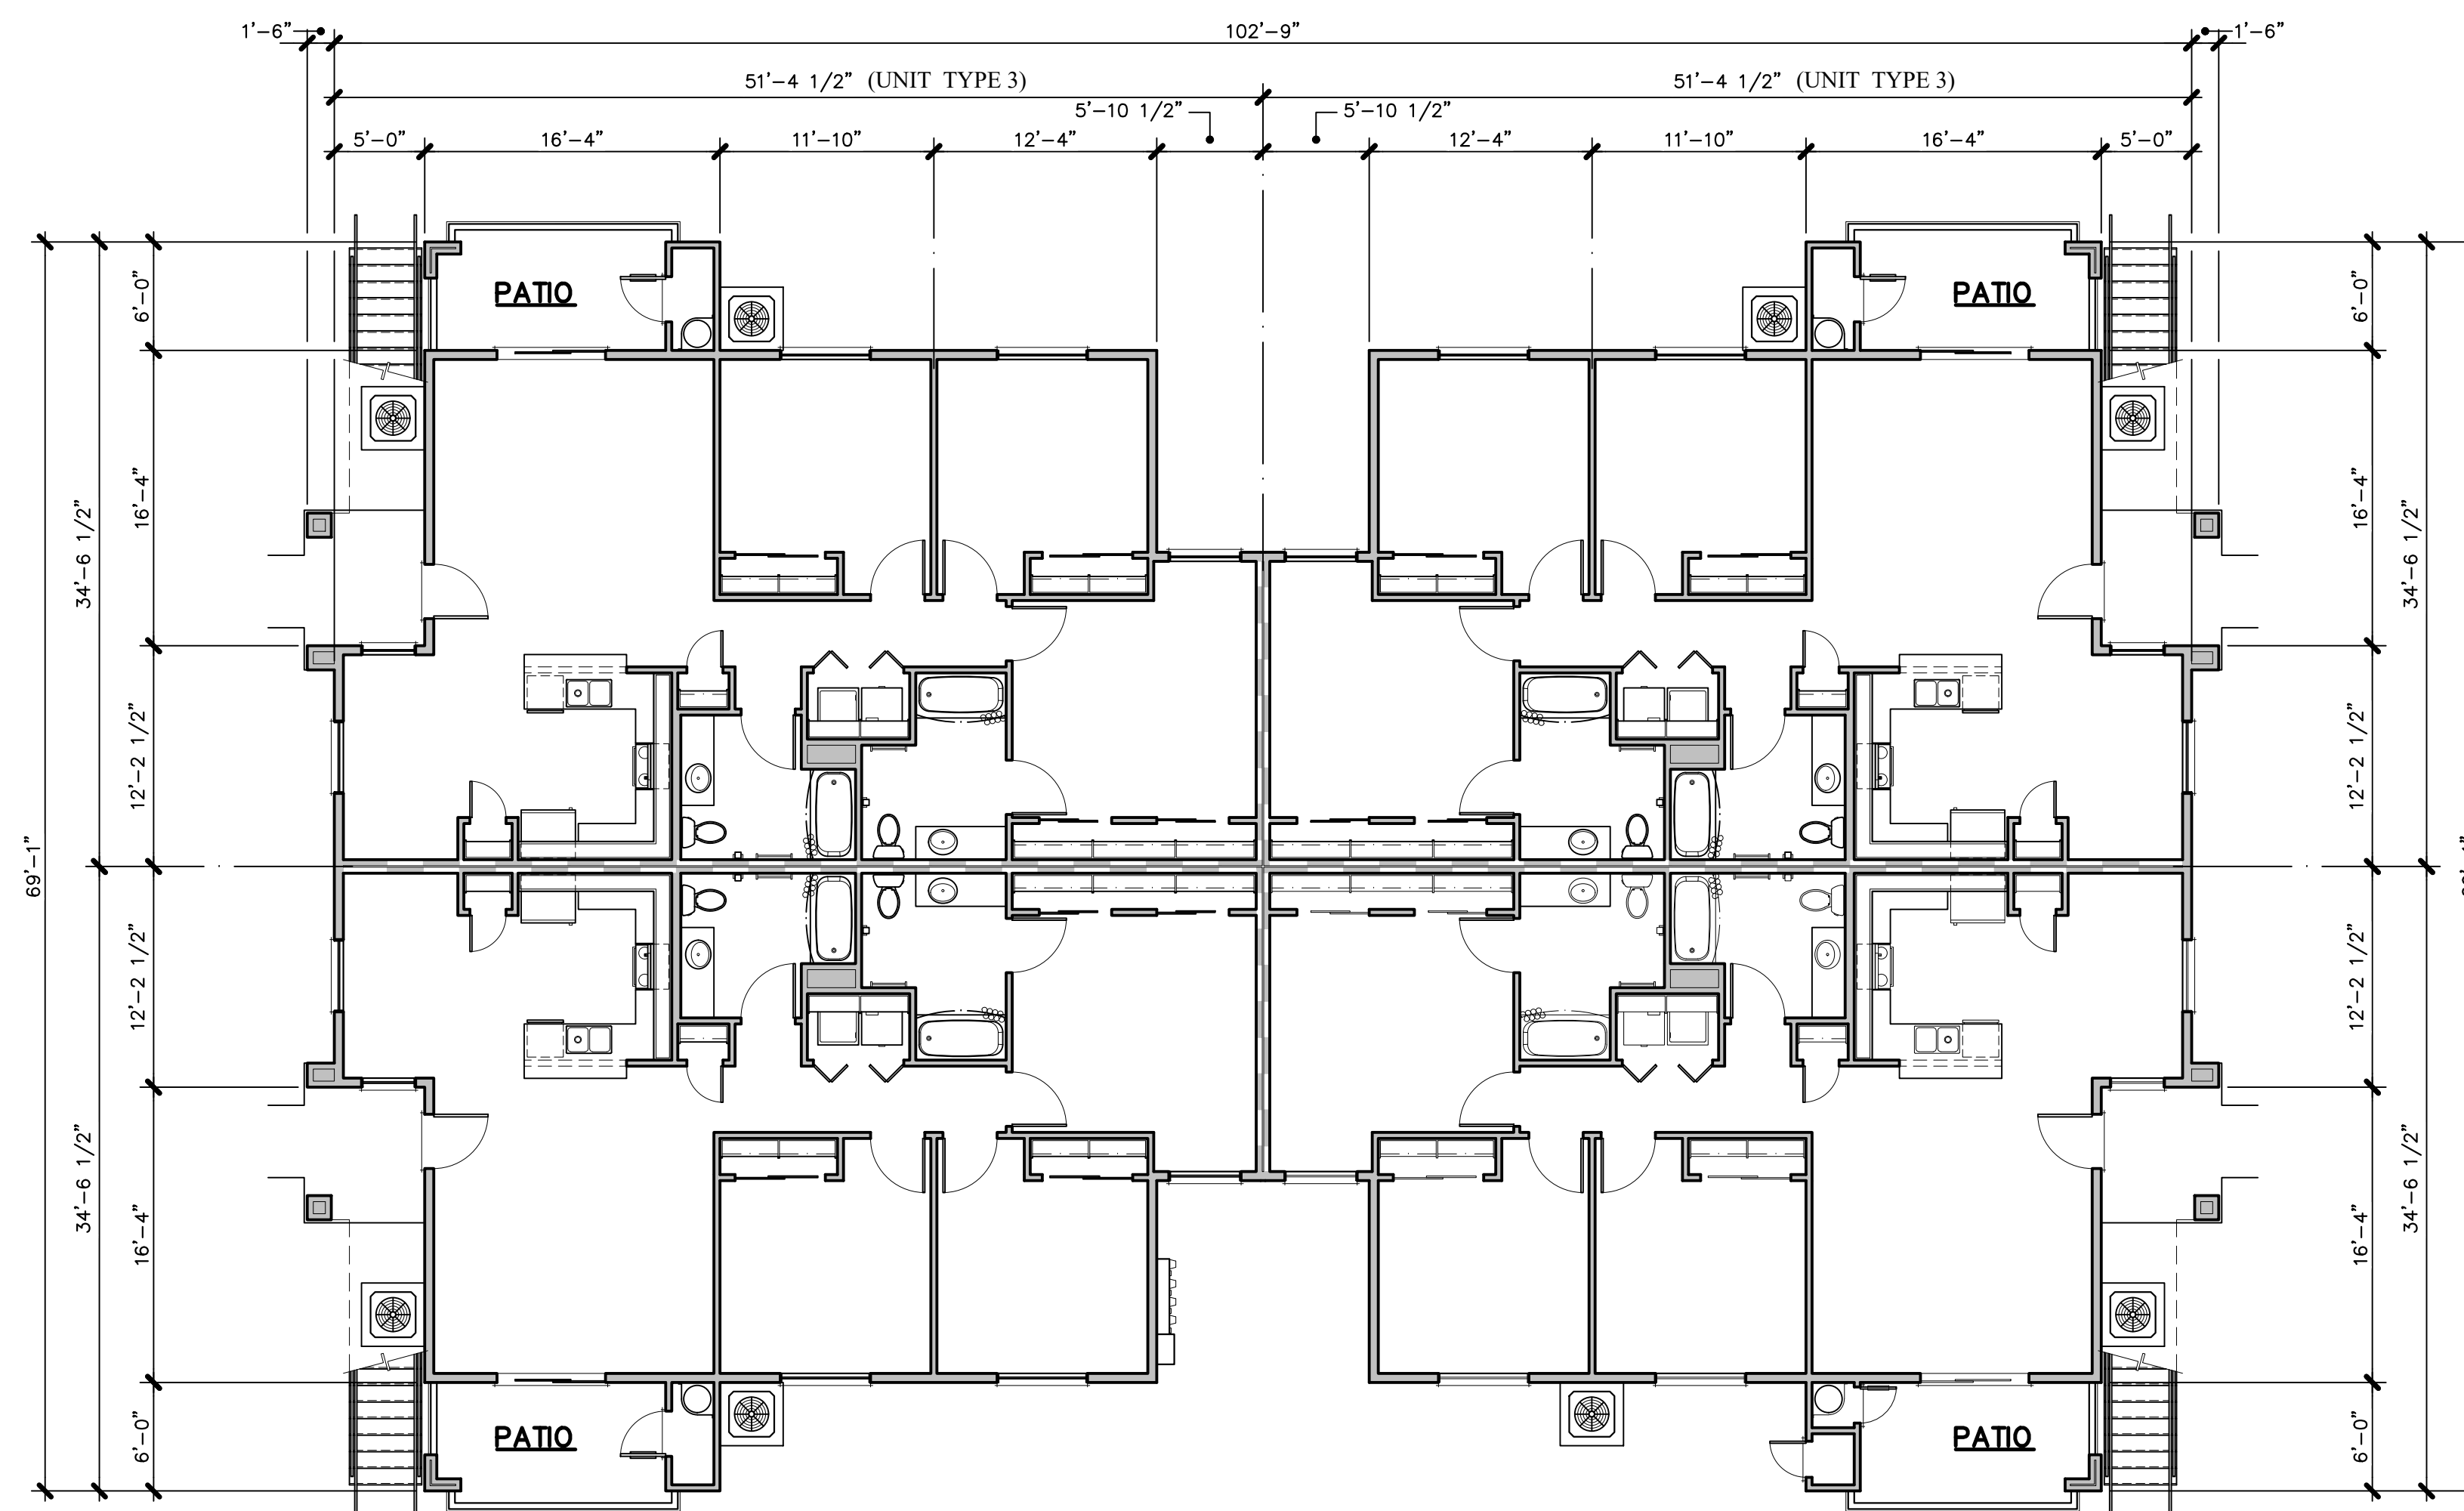 1'-6" 102'-9" 1'-6"
51'-4 1/2" (UNIT TYPE 3) 51'-4 1/2" (UNIT TYPE 3)
5'-10 1/2" 5'-10 1/2"
5'-0" 16'-4" 11'-10" 12'-4" 12'-4" 11'-10" 16'-4" 5'-0"
PATIO PATIO
6'-0" 6'-0"
16'-4" 16'-4"
34'-6 1/2" 34'-6 1/2"
12'-2 1/2" 12'-2 1/2"
69'-1"
12'-2 1/2" 12'-2 1/2"
34'-6 1/2" 34'-6 1/2"
16'-4" 16'-4"
6'-0" 6'-0"
PATIO PATIO